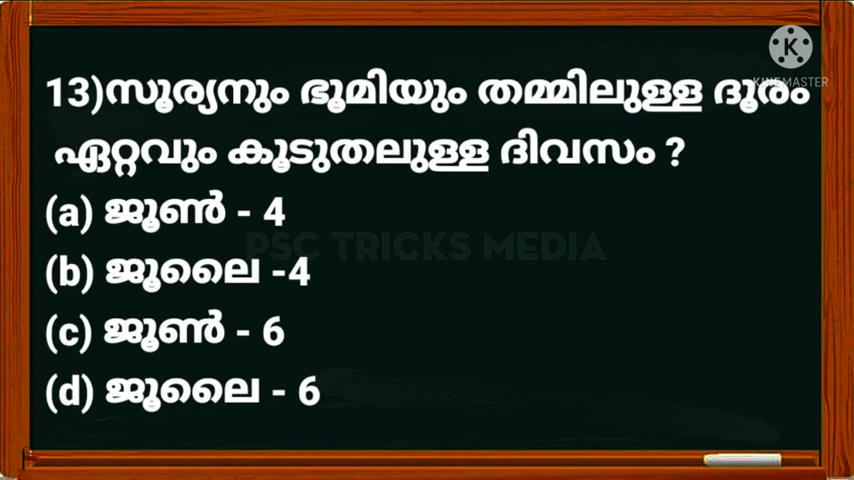 KINEMASTER
13)സൂര്യനും ഭൂമിയും തമ്മിലുള്ള ദൂരം
ഏറ്റവും കൂടുതലുള്ള ദിവസം ?
(a) ജൂൺ - 4
PSC TRICKS MEDIA
(b) ജൂലൈ -4
(c) ജൂൺ - 6
(d) ജൂലൈ - 6